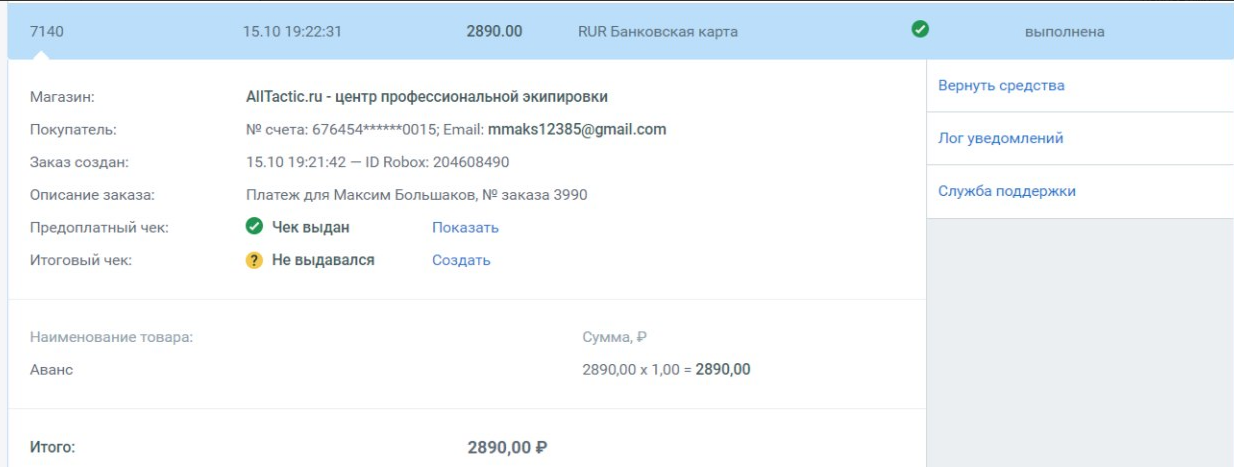 7140 15.10 19:22:31 2890.00 RUR Банковская карта выполнена
Магазин: AllTactic.ru - центр профессиональной экипировки
Вернуть средства
Покупатель: № счета: 676454******0015; Email: mmaks12385@gmail.com
Лог уведомлений
Заказ создан: 15.10 19:21:42 — ID Robox: 204608490
Описание заказа: Платеж для Максим Большаков, № заказа 3990
Служба поддержки
Предоплатный чек: Чек выдан Показать
Итоговый чек: ? Не выдавался Создать
Наименование товара: Сумма, ₽
Аванс 2890,00 x 1,00 = 2890,00
Итого: 2890,00 ₽